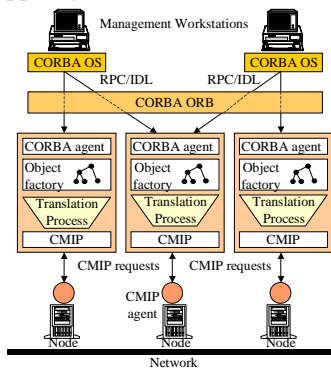 Management Workstations
CORBA OS
CORBA OS
RPC/IDL
RPC/IDL
CORBA ORB
CORBA agent
CORBA agent
CORBA agent
Object
factory
Object
factory
Object
factory
Translation
Process
Translation
Process
Translation
Process
CMIP
CMIP
CMIP
CMIP requests
CMIP requests
CMIP
agent
Node
Node
Node
Network